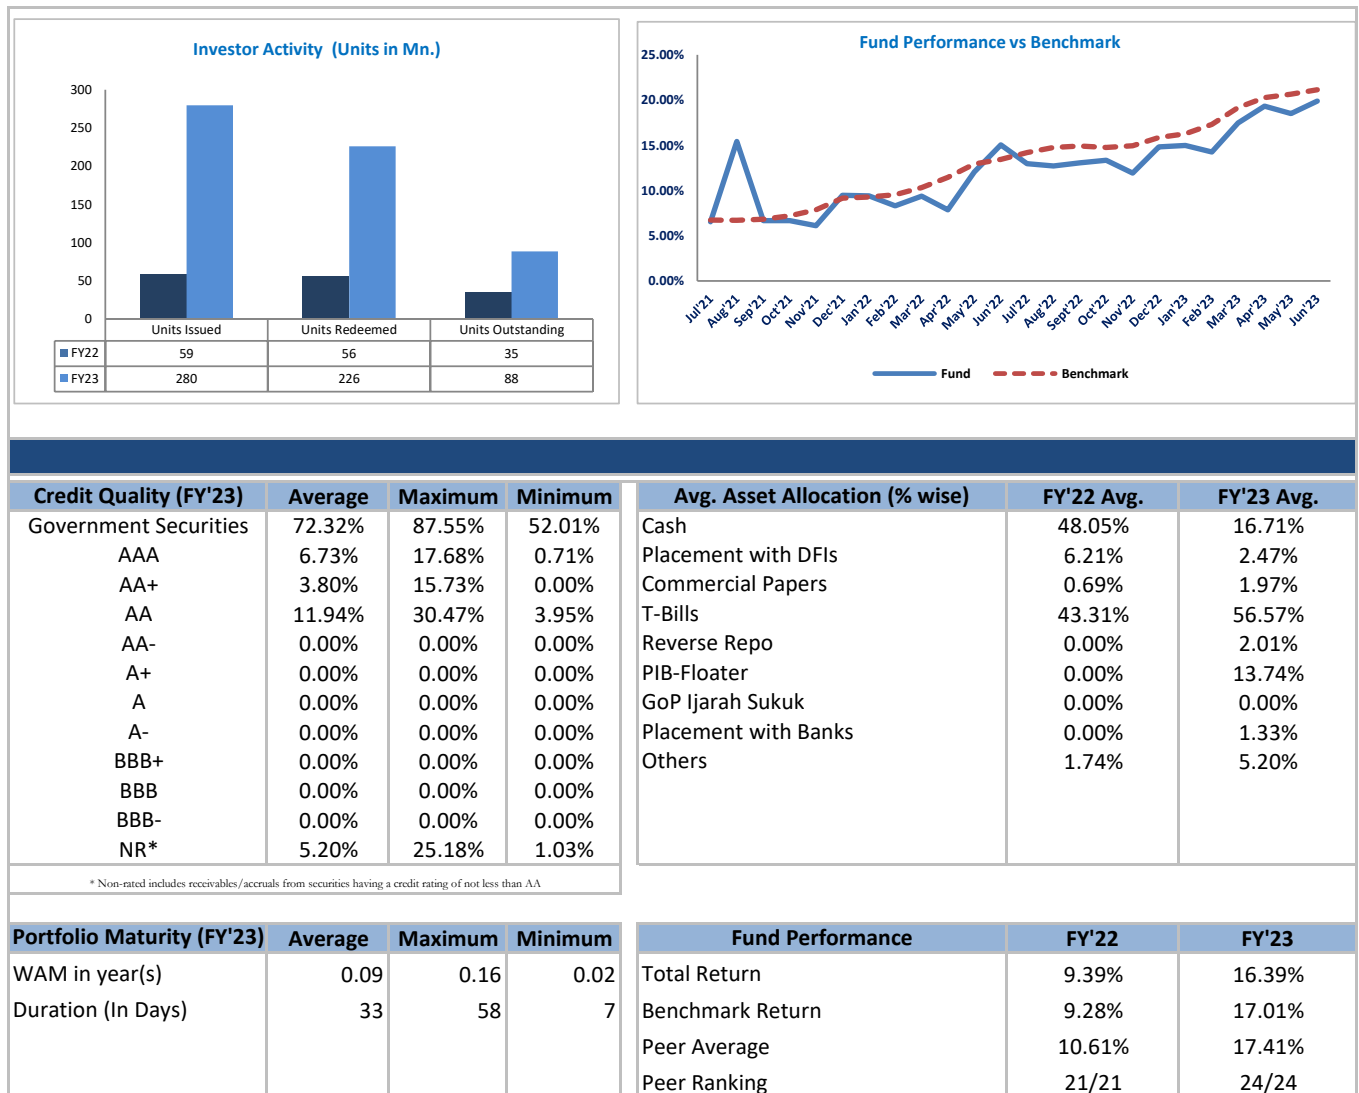 Investor Activity (Units in Mn.)
300
250
200
150
100
50
0
Units Issued Units Redeemed Units Outstanding
FY22 59 56 35
FY23 280 226 88
Fund Performance vs Benchmark
25.00%
20.00%
15.00%
10.00%
5.00%
0.00%
Jul'21 Aug'21 Sep'21 Oct'21 Nov'21 Dec'21 Jan'22 Feb'22 Mar'22 Apr'22 May'22 Jun'22 Jul'22 Aug'22 Sept'22 Oct'22 Nov'22 Dec'22 Jan'23 Feb'23 Mar'23 Apr'23 May'23 Jun'23
Fund Benchmark
Credit Quality (FY'23) Average Maximum Minimum
Government Securities 72.32% 87.55% 52.01%
AAA 6.73% 17.68% 0.71%
AA+ 3.80% 15.73% 0.00%
AA 11.94% 30.47% 3.95%
AA- 0.00% 0.00% 0.00%
A+ 0.00% 0.00% 0.00%
A 0.00% 0.00% 0.00%
A- 0.00% 0.00% 0.00%
BBB+ 0.00% 0.00% 0.00%
BBB 0.00% 0.00% 0.00%
BBB- 0.00% 0.00% 0.00%
NR* 5.20% 25.18% 1.03%
* Non-rated includes receivables/accruals from securities having a credit rating of not less than AA
Avg. Asset Allocation (% wise) FY'22 Avg. FY'23 Avg.
Cash 48.05% 16.71%
Placement with DFIs 6.21% 2.47%
Commercial Papers 0.69% 1.97%
T-Bills 43.31% 56.57%
Reverse Repo 0.00% 2.01%
PIB-Floater 0.00% 13.74%
GoP Ijarah Sukuk 0.00% 0.00%
Placement with Banks 0.00% 1.33%
Others 1.74% 5.20%
Portfolio Maturity (FY'23) Average Maximum Minimum
WAM in year(s) 0.09 0.16 0.02
Duration (In Days) 33 58 7
Fund Performance FY'22 FY'23
Total Return 9.39% 16.39%
Benchmark Return 9.28% 17.01%
Peer Average 10.61% 17.41%
Peer Ranking 21/21 24/24